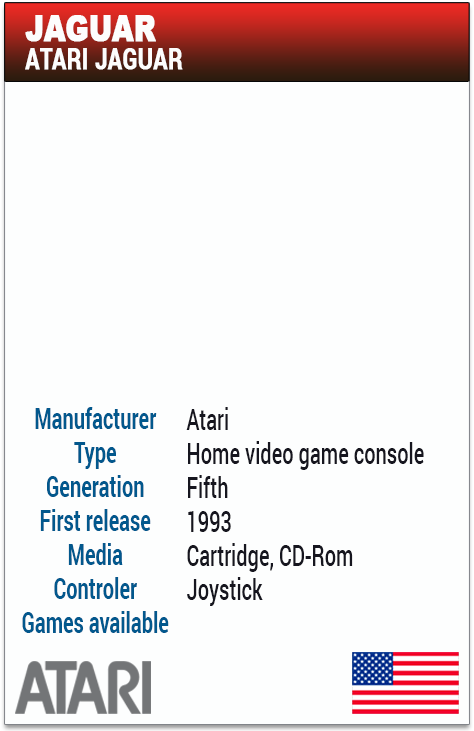 JAGUAR
ATARI JAGUAR
Manufacturer Atari
Type Home video game console
Generation Fifth
First release 1993
Media Cartridge, CD-Rom
Controler Joystick
Games available
ATARI